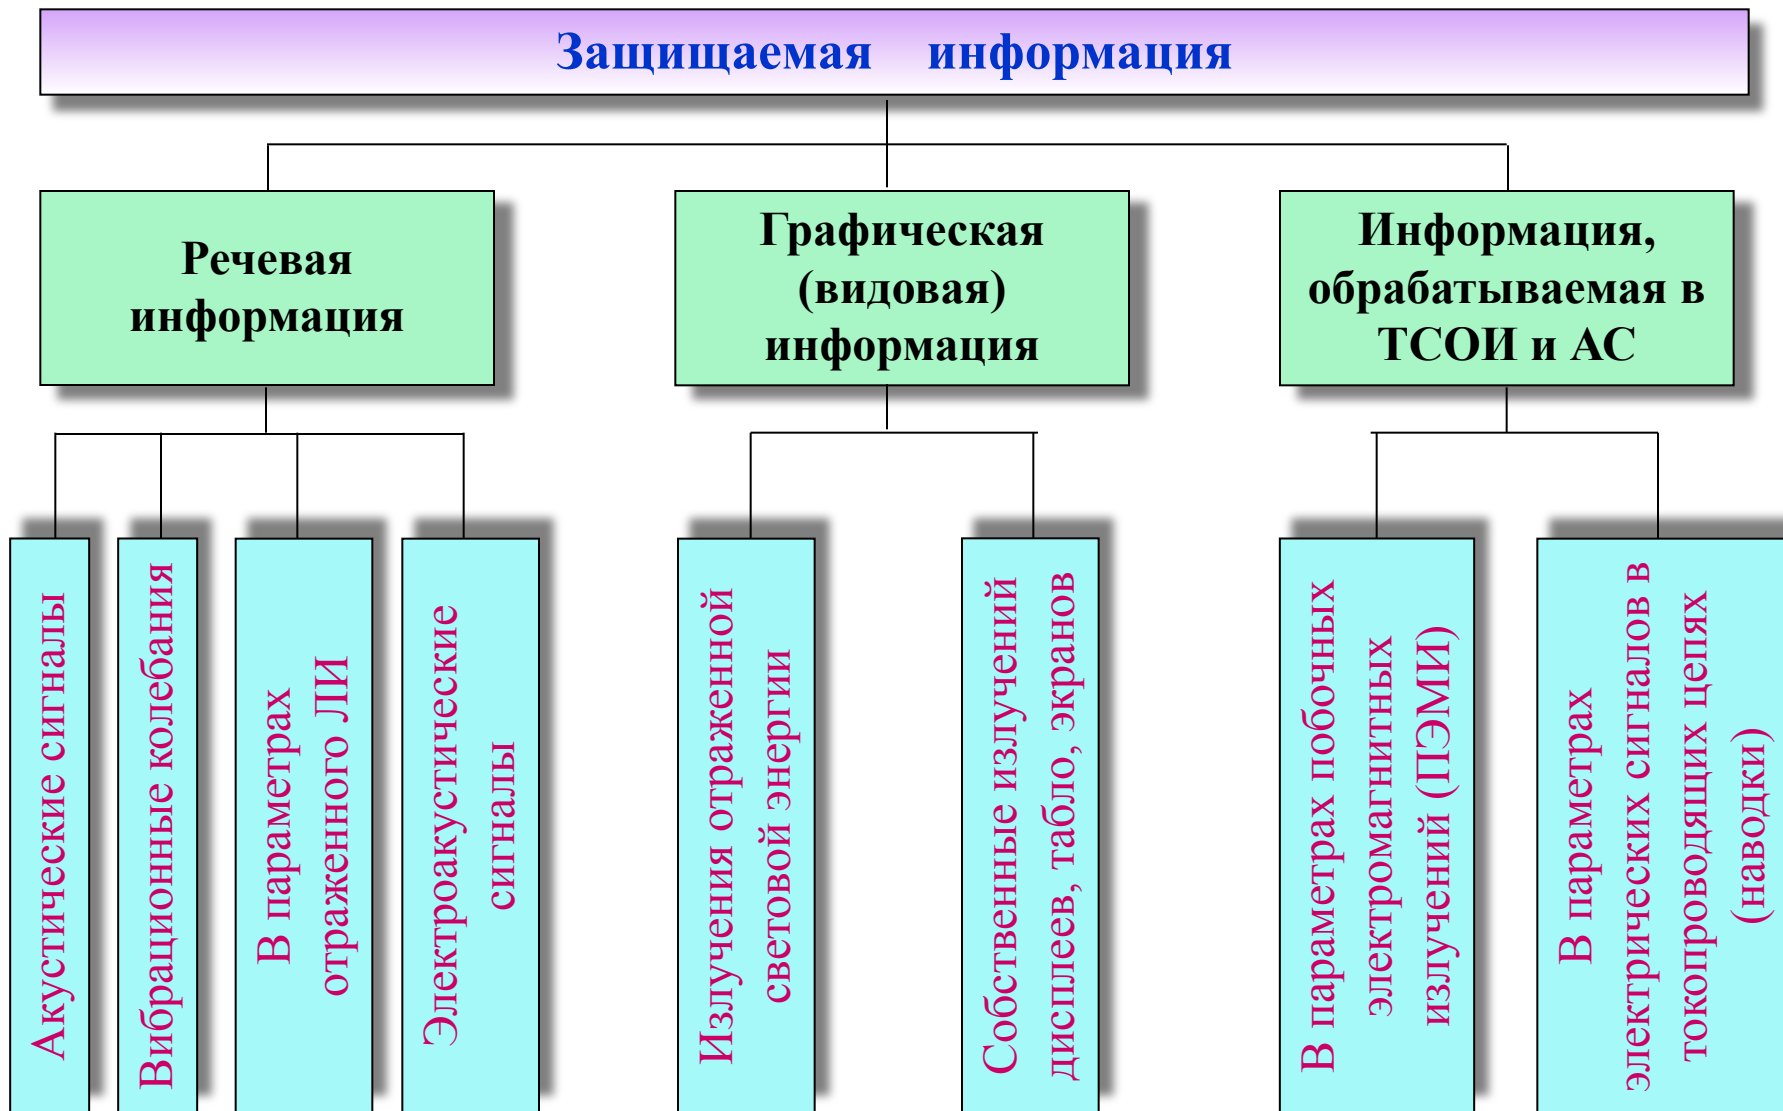 Защищаемая информация
Речевая
информация
Графическая
(видовая)
информация
Информация,
обрабатываемая в
ТСОИ и АС
Акустические сигналы
Вибрационные колебания
В параметрах
отраженного ЛИ
Электроакустические
сигналы
Излучения отраженной
световой энергии
Собственные излучений
дисплеев, табло, экранов
В параметрах побочных
электромагнитных
излучений (ПЭМИ)
В параметрах
электрических сигналов в
токопроводящих цепях
(наводки)